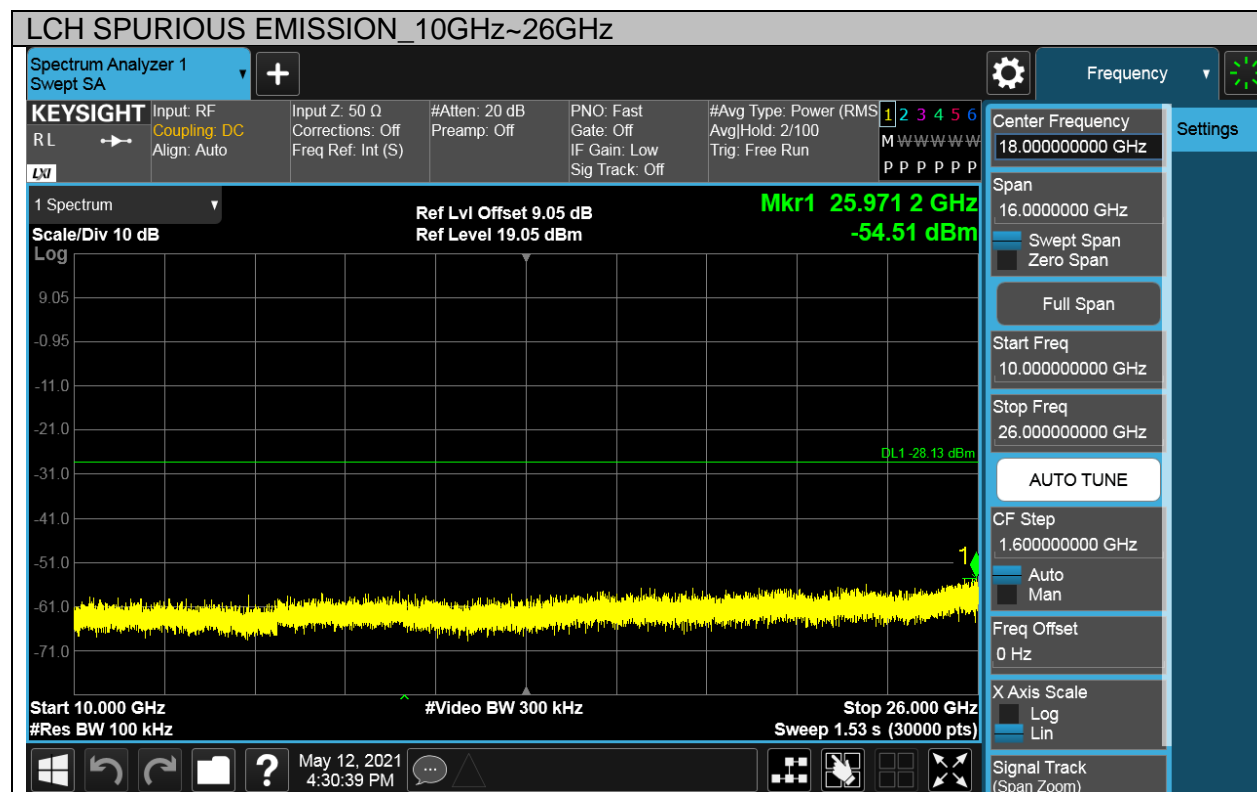 LCH SPURIOUS EMISSION_10GHz~26GHz
Spectrum Analyzer 1
Swept SA
+
Frequency
KEYSIGHT
RL
LXI
Input: RF
Coupling: DC
Align: Auto
Input Z: 50 Ω
Corrections: Off
Freq Ref: Int (S)
#Atten: 20 dB
Preamp: Off
PNO: Fast
Gate: Off
IF Gain: Low
Sig Track: Off
#Avg Type: Power (RMS
Avg|Hold: 2/100
Trig: Free Run
1 2 3 4 5 6
M W W W W W
P P P P P P
1 Spectrum
Scale/Div 10 dB
Log
Ref Lvl Offset 9.05 dB
Ref Level 19.05 dBm
Mkr1 25.971 2 GHz
-54.51 dBm
9.05
-0.95
-11.0
-21.0
DL1 -28.13 dBm
-31.0
-41.0
-51.0
1
-61.0
-71.0
Start 10.000 GHz
#Res BW 100 kHz
#Video BW 300 kHz
Stop 26.000 GHz
Sweep 1.53 s (30000 pts)
Center Frequency
18.000000000 GHz
Span
16.0000000 GHz
Swept Span
Zero Span
Full Span
Start Freq
10.000000000 GHz
Stop Freq
26.000000000 GHz
AUTO TUNE
CF Step
1.600000000 GHz
Auto
Man
Freq Offset
0 Hz
X Axis Scale
Log
Lin
Signal Track
(Span Zoom)
Settings
?
May 12, 2021
4:30:39 PM